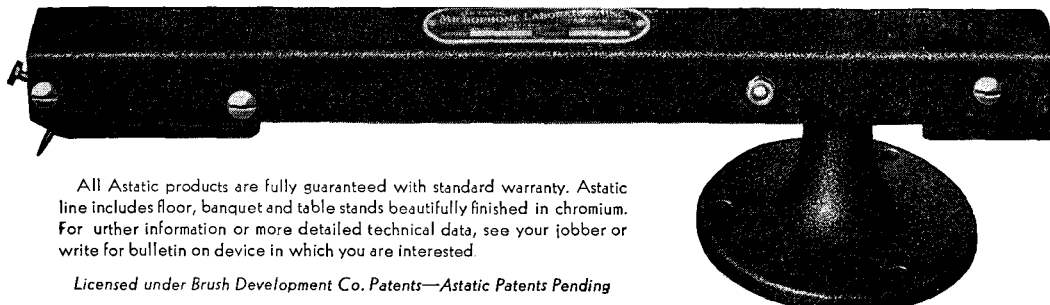 MICROPHONE LABORATORY
All Astatic products are fully guaranteed with standard warranty. Astatic
line includes floor, banquet and table stands beautifully finished in chromium.
For urther information or more detailed technical data, see your jobber or
write for bulletin on device in which you are interested.
Licensed under Brush Development Co. Patents—Astatic Patents Pending